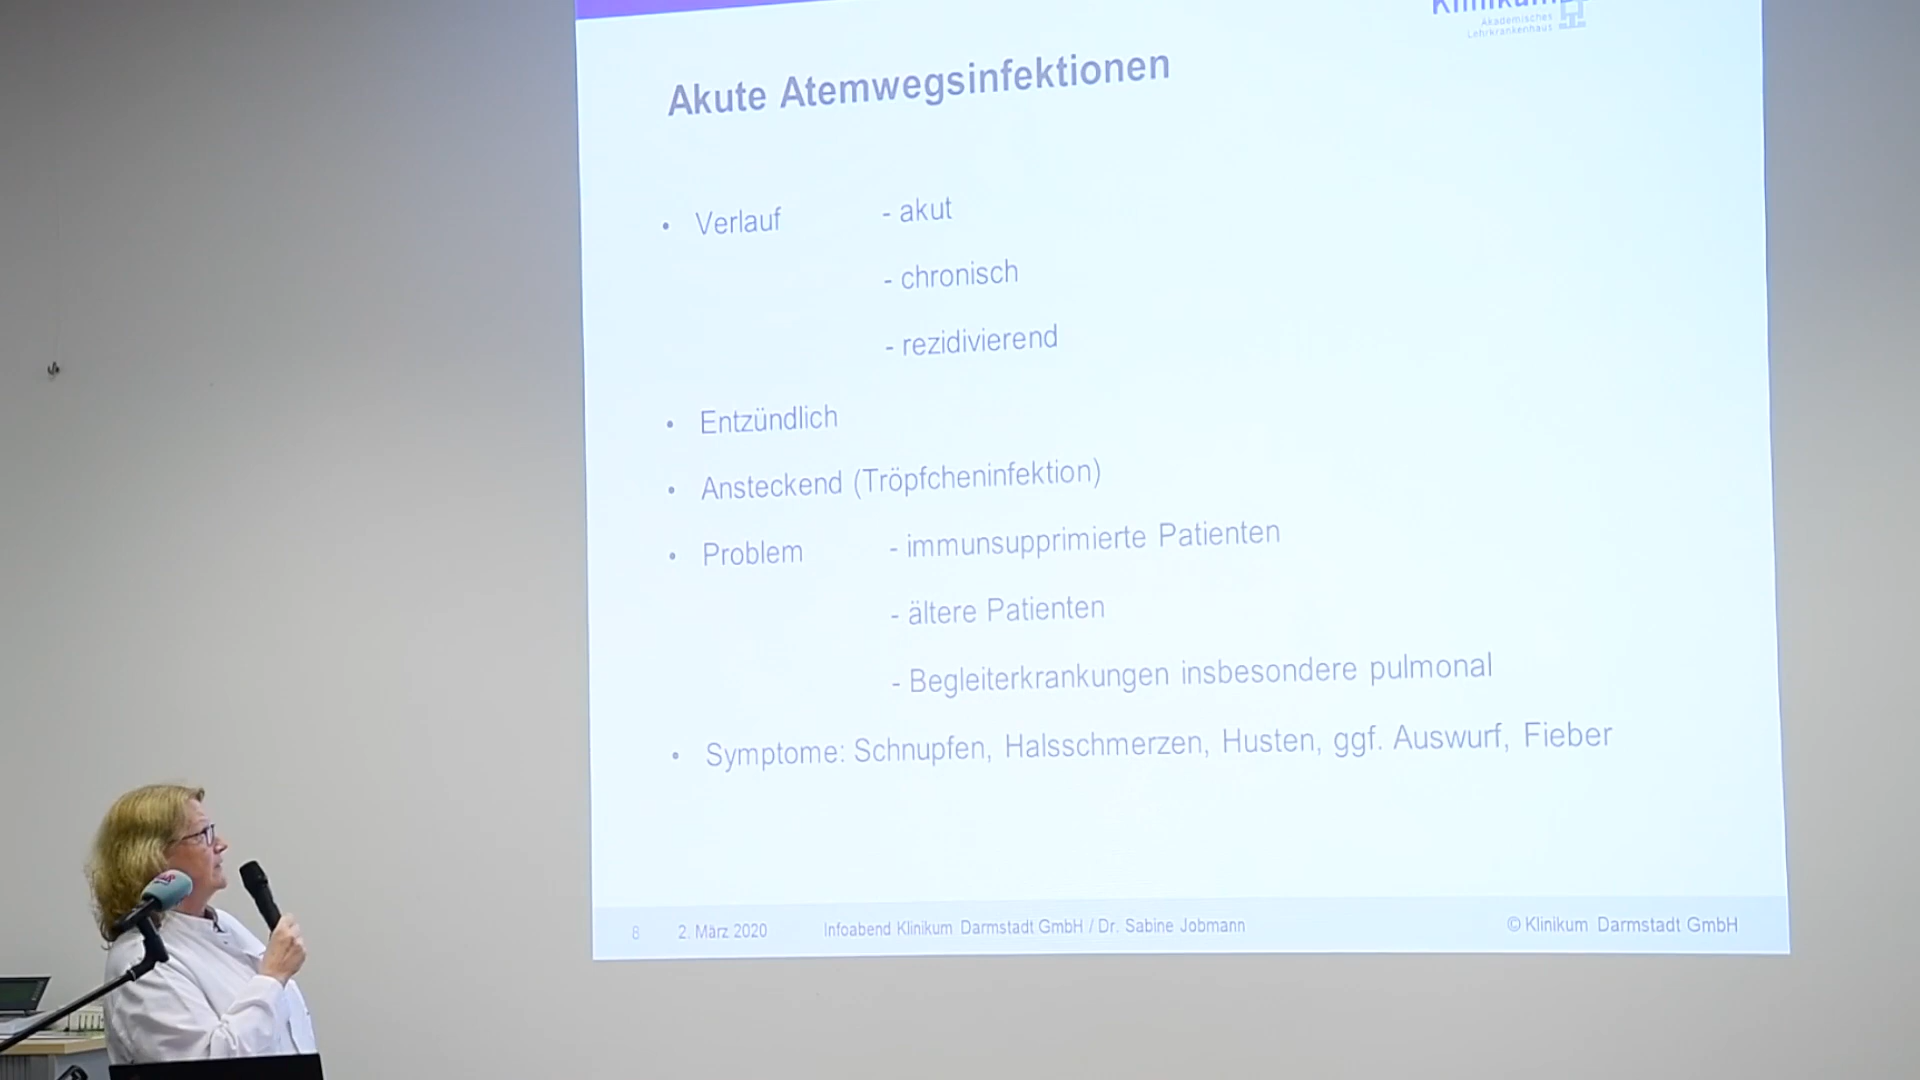 Akademisches
Lehrkrankenhaus
Akute Atemwegsinfektionen
• Verlauf - akut
- chronisch
- rezidivierend
• Entzündlich
• Ansteckend (Tröpfcheninfektion)
• Problem - immunsupprimierte Patienten
- ältere Patienten
- Begleiterkrankungen insbesondere pulmonal
• Symptome: Schnupfen, Halsschmerzen, Husten, ggf. Auswurf, Fieber
8 2. März 2020 Infoabend Klinikum Darmstadt GmbH / Dr. Sabine Jobmann © Klinikum Darmstadt GmbH